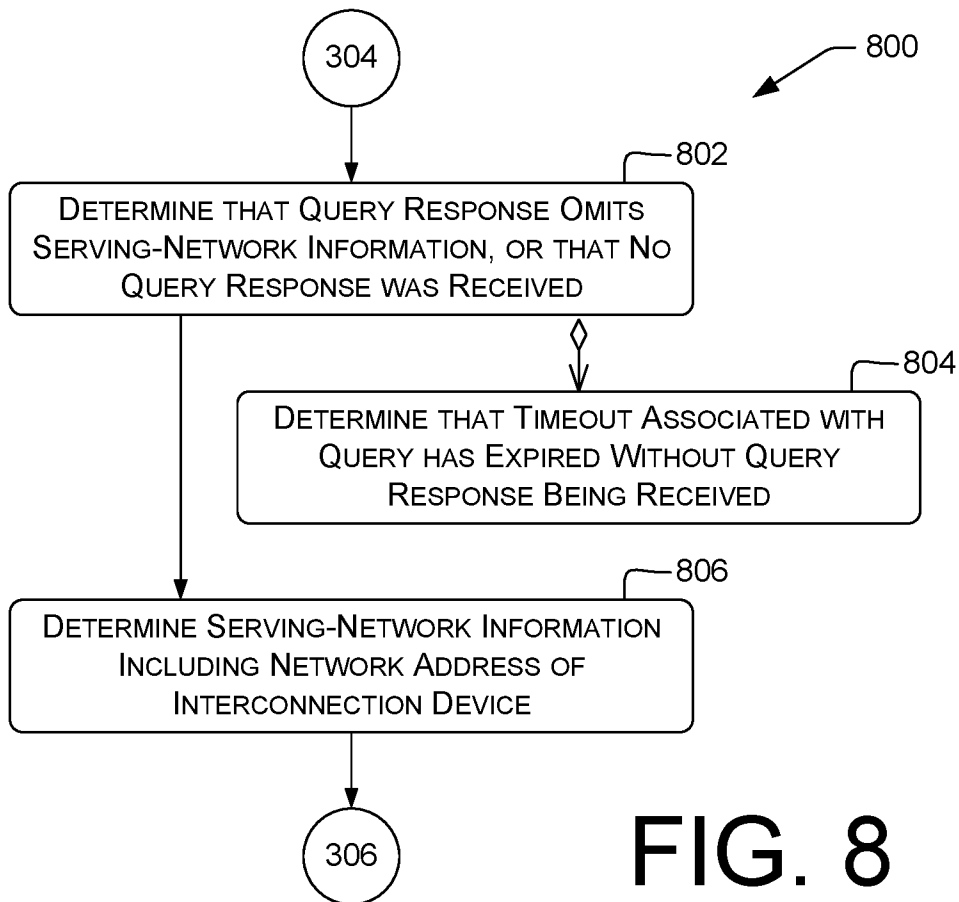 304
800
802
DETERMINE THAT QUERY RESPONSE OMITS
SERVING-NETWORK INFORMATION, OR THAT NO
QUERY RESPONSE WAS RECEIVED
804
DETERMINE THAT TIMEOUT ASSOCIATED WITH
QUERY HAS EXPIRED WITHOUT QUERY
RESPONSE BEING RECEIVED
806
DETERMINE SERVING-NETWORK INFORMATION
INCLUDING NETWORK ADDRESS OF
INTERCONNECTION DEVICE
306
FIG. 8